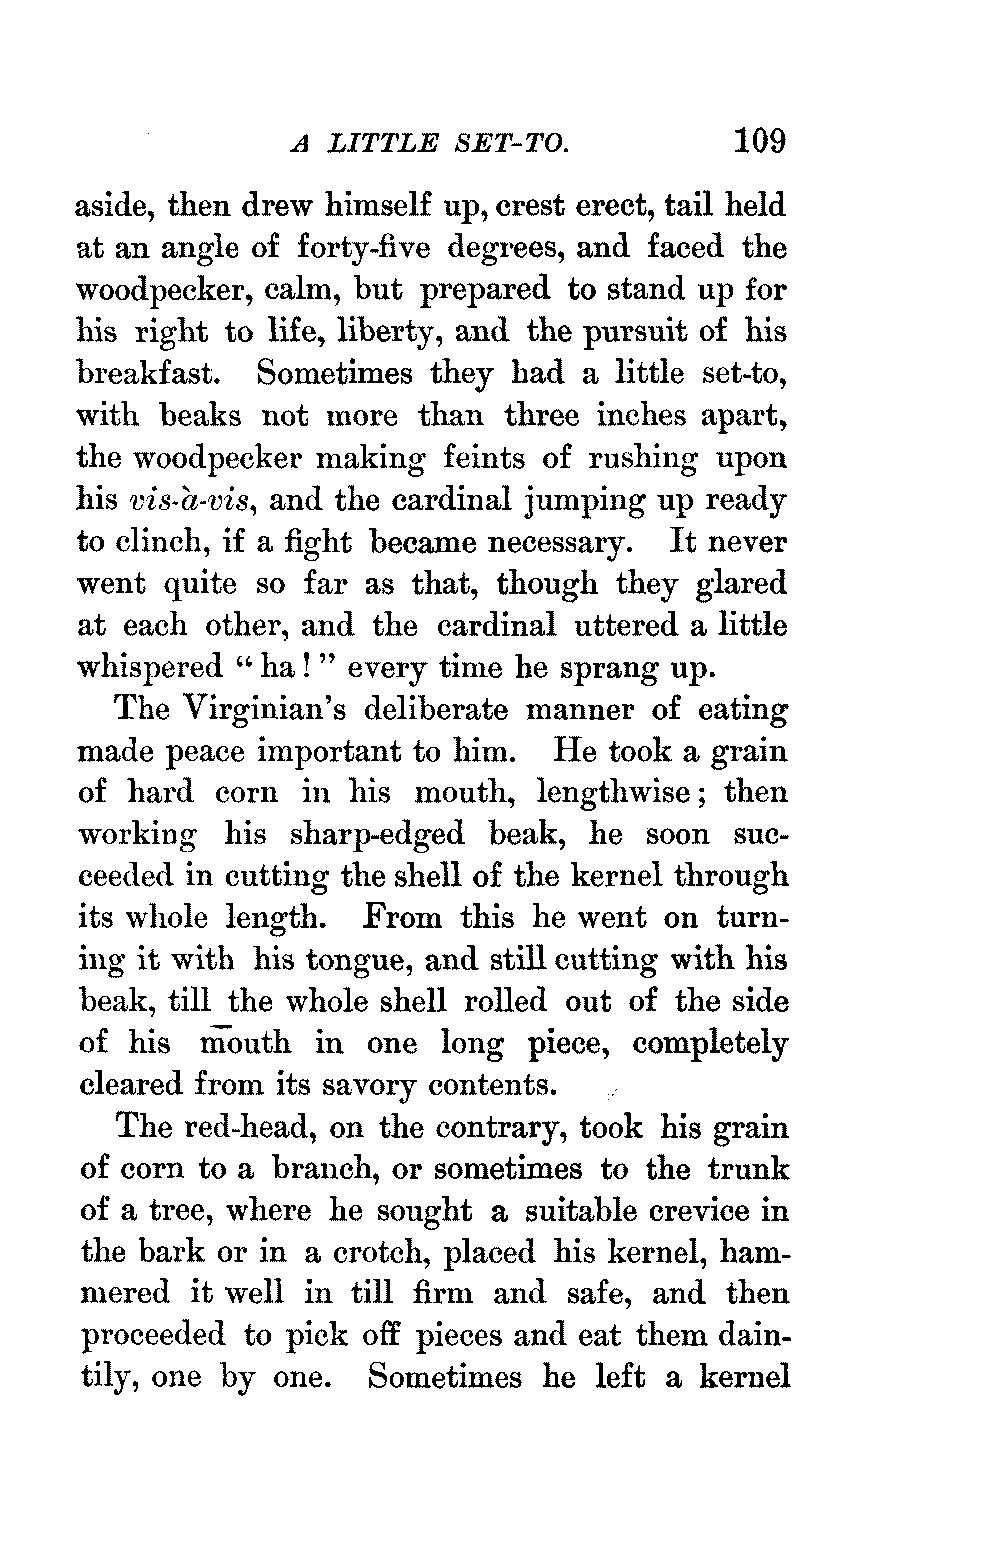 A LITTLE SET-TO. 109
aside, then drew himself up, crest erect, tail held
at an angle of forty-five degrees, and faced the
woodpecker, calm, but prepared to stand up for
his right to life, liberty, and the pursuit of his
breakfast. Sometimes they had a little set-to,
with beaks not more than three inches apart,
the woodpecker making feints of rushing upon
his vis-à-vis, and the cardinal jumping up ready
to clinch, if a fight became necessary. It never
went quite so far as that, though they glared
at each other, and the cardinal uttered a little
whispered “ha!” every time he sprang up.
The Virginian’s deliberate manner of eating
made peace important to him. He took a grain
of hard corn in his mouth, lengthwise; then
working his sharp-edged beak, he soon suc-
ceeded in cutting the shell of the kernel through
its whole length. From this he went on turn-
ing it with his tongue, and still cutting with his
beak, till the whole shell rolled out of the side
of his mouth in one long piece, completely
cleared from its savory contents.
The red-head, on the contrary, took his grain
of corn to a branch, or sometimes to the trunk
of a tree, where he sought a suitable crevice in
the bark or in a crotch, placed his kernel, ham-
mered it well in till firm and safe, and then
proceeded to pick off pieces and eat them dain-
tily, one by one. Sometimes he left a kernel